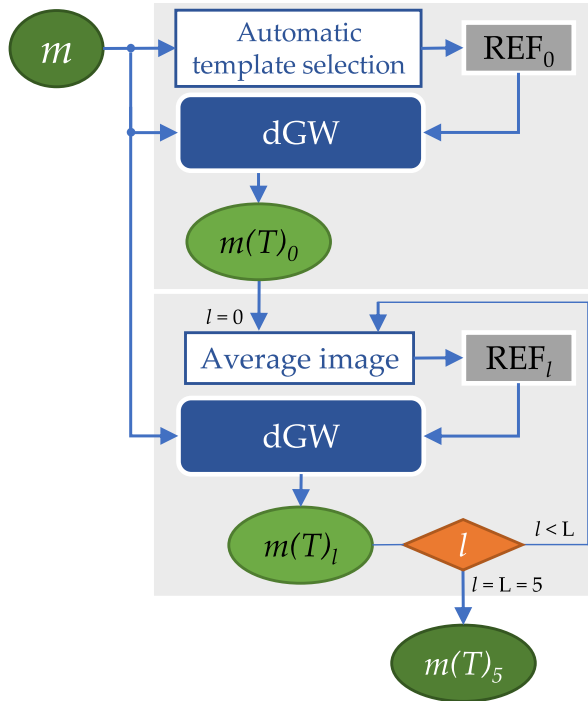 m
Automatic
template selection
REF₀
dGW
m(T)₀
l = 0
Average image
REFₗ
dGW
m(T)ₗ
l
l < L
l = L = 5
m(T)₅